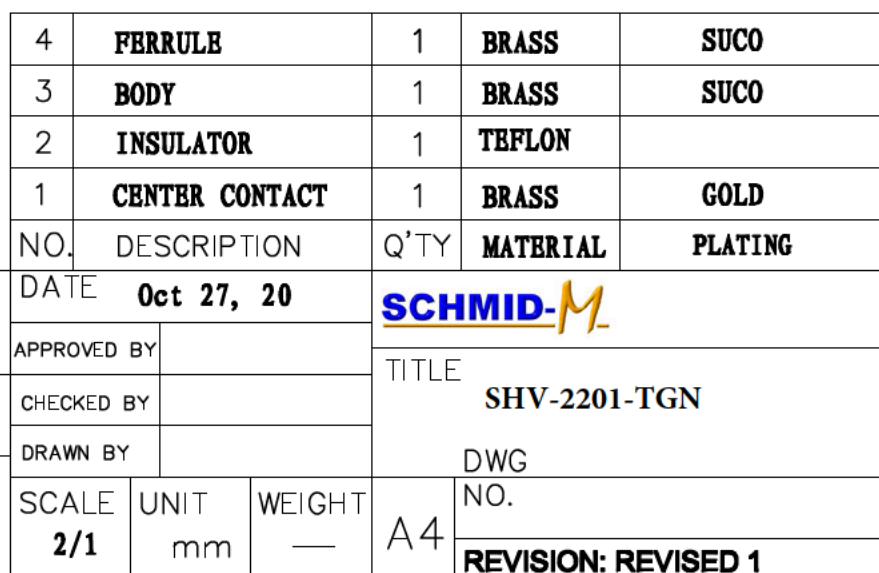 4 FERRULE 1 BRASS SUCO
3 BODY 1 BRASS SUCO
2 INSULATOR 1 TEFLON
1 CENTER CONTACT 1 BRASS GOLD
NO. DESCRIPTION Q'TY MATERIAL PLATING
DATE Oct 27, 20
SCHMID-M
APPROVED BY
CHECKED BY
DRAWN BY
TITLE
SHV-2201-TGN
DWG
NO.
SCALE UNIT WEIGHT
2/1 mm —
A4
REVISION: REVISED 1